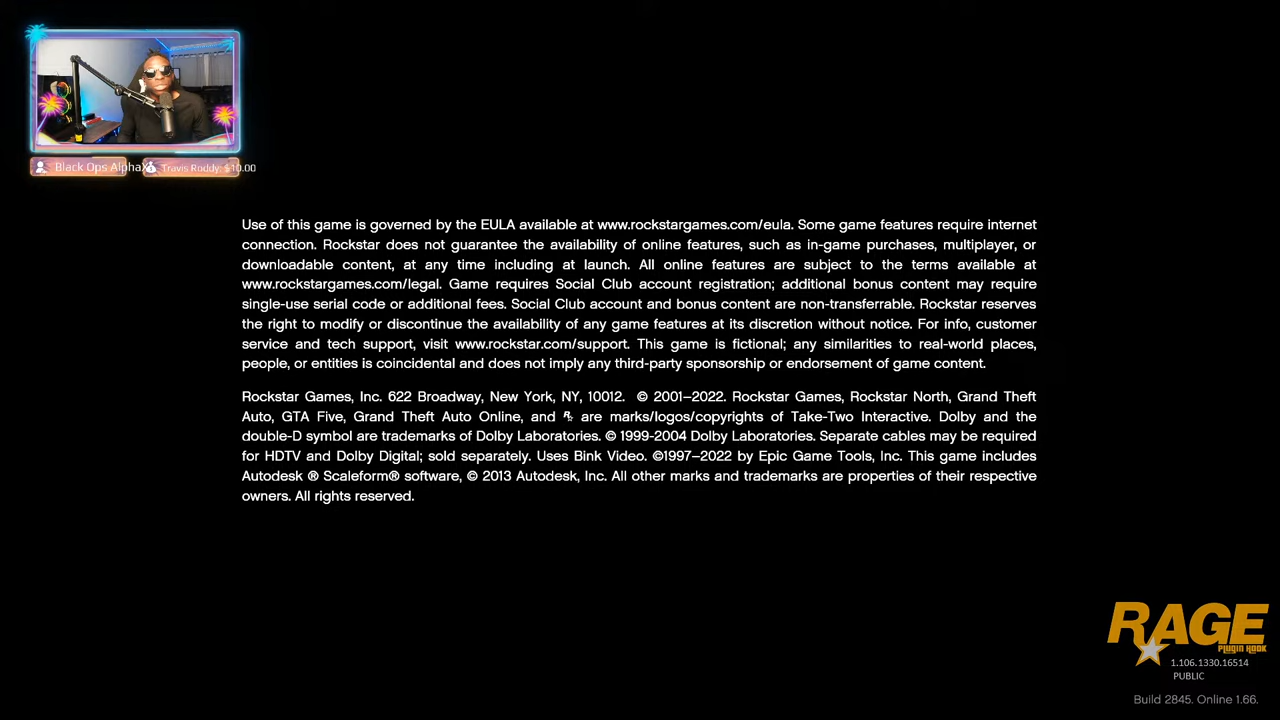 Black Ops AlphaX
Travis Roddy: $10.00
Use of this game is governed by the EULA available at www.rockstargames.com/eula. Some game features require internet
connection. Rockstar does not guarantee the availability of online features, such as in-game purchases, multiplayer, or
downloadable content, at any time including at launch. All online features are subject to the terms available at
www.rockstargames.com/legal. Game requires Social Club account registration; additional bonus content may require
single-use serial code or additional fees. Social Club account and bonus content are non-transferrable. Rockstar reserves
the right to modify or discontinue the availability of any game features at its discretion without notice. For info, customer
service and tech support, visit www.rockstar.com/support. This game is fictional; any similarities to real-world places,
people, or entities is coincidental and does not imply any third-party sponsorship or endorsement of game content.
Rockstar Games, Inc. 622 Broadway, New York, NY, 10012. © 2001–2022. Rockstar Games, Rockstar North, Grand Theft
Auto, GTA Five, Grand Theft Auto Online, and R* are marks/logos/copyrights of Take-Two Interactive. Dolby and the
double-D symbol are trademarks of Dolby Laboratories. © 1999-2004 Dolby Laboratories. Separate cables may be required
for HDTV and Dolby Digital; sold separately. Uses Bink Video. ©1997–2022 by Epic Game Tools, Inc. This game includes
Autodesk ® Scaleform® software, © 2013 Autodesk, Inc. All other marks and trademarks are properties of their respective
owners. All rights reserved.
RAGE
PLUGIN HOOK
1.106.1330.16514
PUBLIC
Build 2845. Online 1.66.